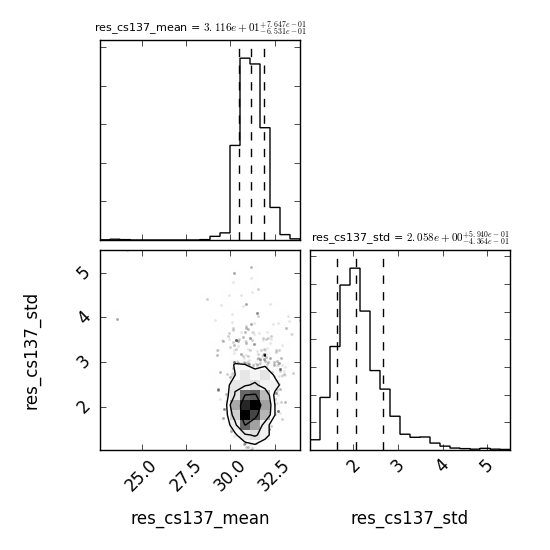 res_cs137_mean = 3.116e+01+7.647e−01−6.531e−01
res_cs137_std = 2.058e+00+5.940e−01−4.364e−01
5
4
3
2
res_cs137_std
25.0 27.5 30.0 32.5 2 3 4 5
res_cs137_mean res_cs137_std